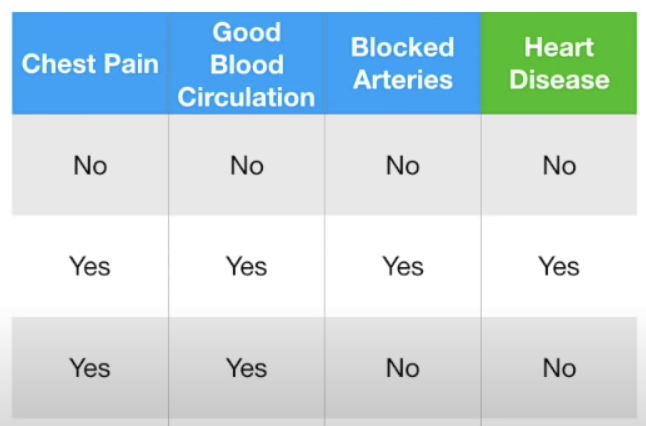 Chest Pain
Good
Blood
Circulation
Blocked
Arteries
Heart
Disease
No No No No
Yes Yes Yes Yes
Yes Yes No No